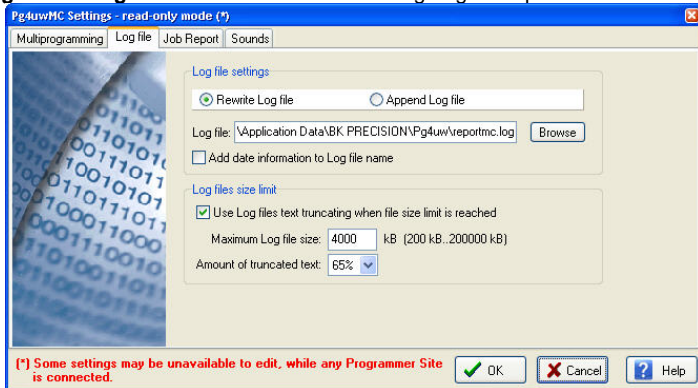 Pg4uwMC Settings - read-only mode (*)
Multiprogramming Log file Job Report Sounds
Log file settings
Rewrite Log file Append Log file
Log file: \Application Data\BK PRECISION\Pg4uw\reportmc.log Browse
Add date information to Log file name
Log files size limit
Use Log files text truncating when file size limit is reached
Maximum Log file size: 4000 kB (200 kB..200000 kB)
Amount of truncated text: 65%
(*) Some settings may be unavailable to edit, while any Programmer Site
is connected.
OK Cancel Help